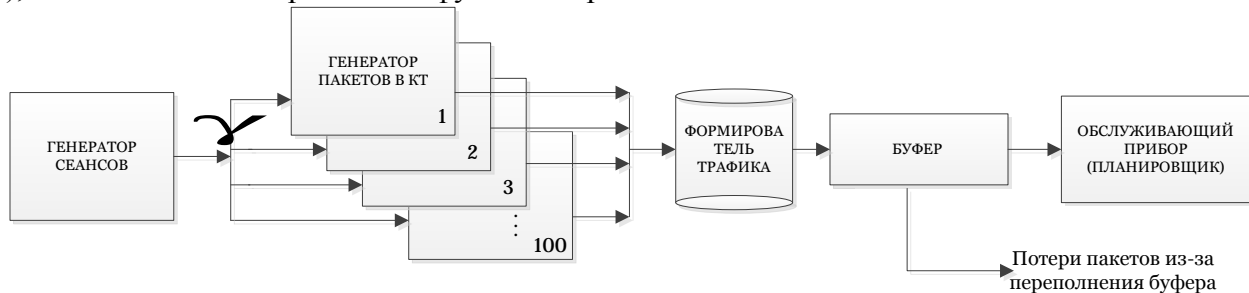 ГЕНЕРАТОР
СЕАНСОВ
ГЕНЕРАТОР
ПАКЕТОВ В КТ
1
2
3
⋮
100
ФОРМИРОВА
ТЕЛЬ
ТРАФИКА
БУФЕР
ОБСЛУЖИВАЮЩИЙ
ПРИБОР
(ПЛАНИРОВЩИК)
Потери пакетов из-за
переполнения буфера